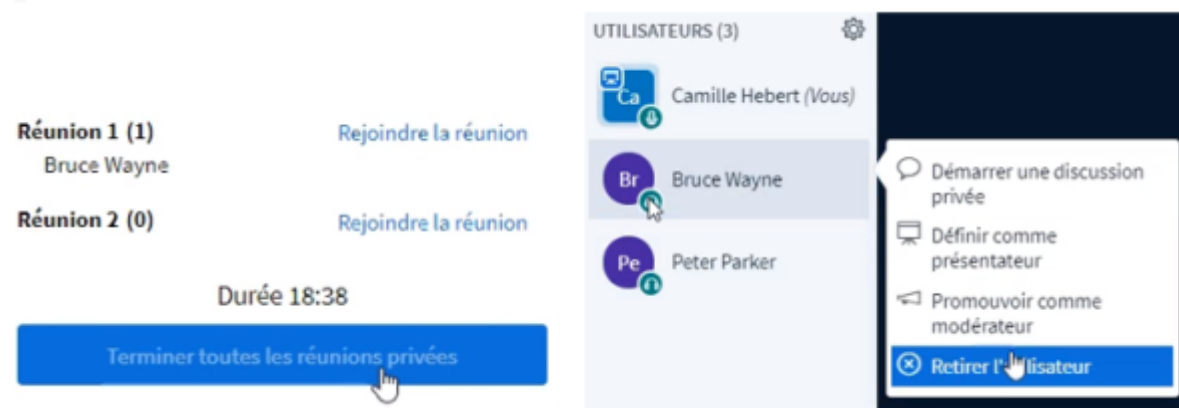 Réunion 1 (1)
Rejoindre la réunion
Bruce Wayne
Réunion 2 (0)
Rejoindre la réunion
Durée 18:38
Terminer toutes les réunions privées
UTILISATEURS (3)
Ca
Camille Hebert (Vous)
Br
Bruce Wayne
Pe
Peter Parker
Démarrer une discussion
privée
Définir comme
présentateur
Promouvoir comme
modérateur
Retirer l'utilisateur